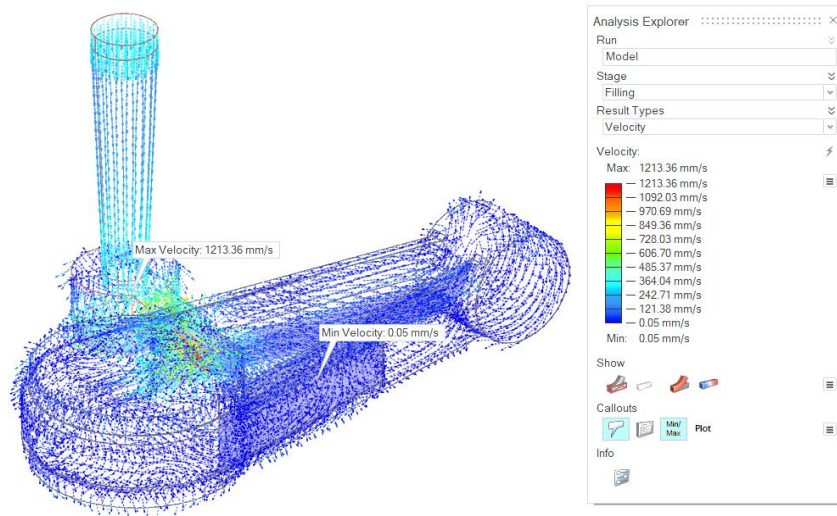 Max Velocity: 1213.36 mm/s
Min Velocity: 0.05 mm/s
Analysis Explorer
Run
Model
Stage
Filling
Result Types
Velocity
Velocity:
Max: 1213.36 mm/s
1213.36 mm/s
1092.03 mm/s
970.69 mm/s
849.36 mm/s
728.03 mm/s
606.70 mm/s
485.37 mm/s
364.04 mm/s
242.71 mm/s
121.38 mm/s
0.05 mm/s
Min: 0.05 mm/s
Show
Callouts
Min/
Max Plot
Info